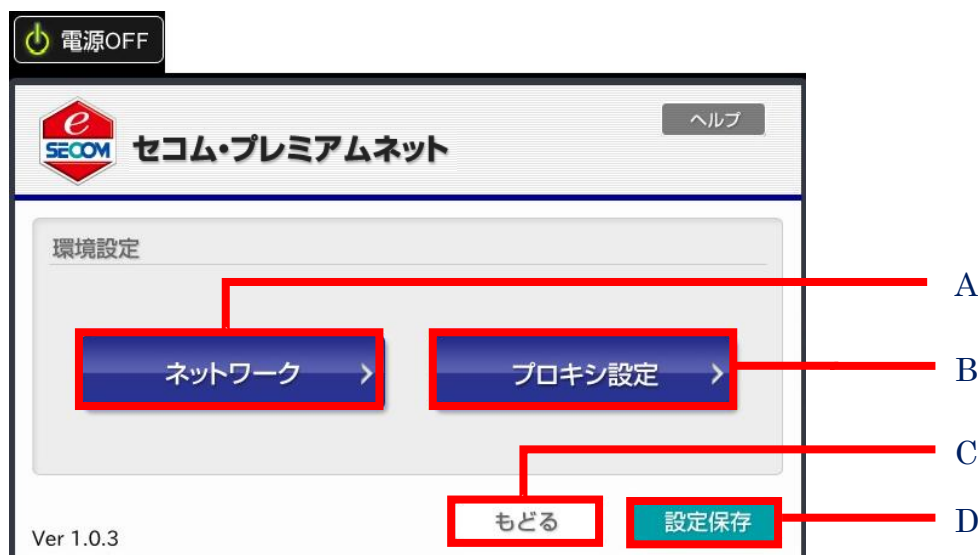 電源OFF
e
SECOM
セコム・プレミアムネット
ヘルプ
環境設定
A
ネットワーク
プロキシ設定
B
C
もどる
設定保存
D
Ver 1.0.3